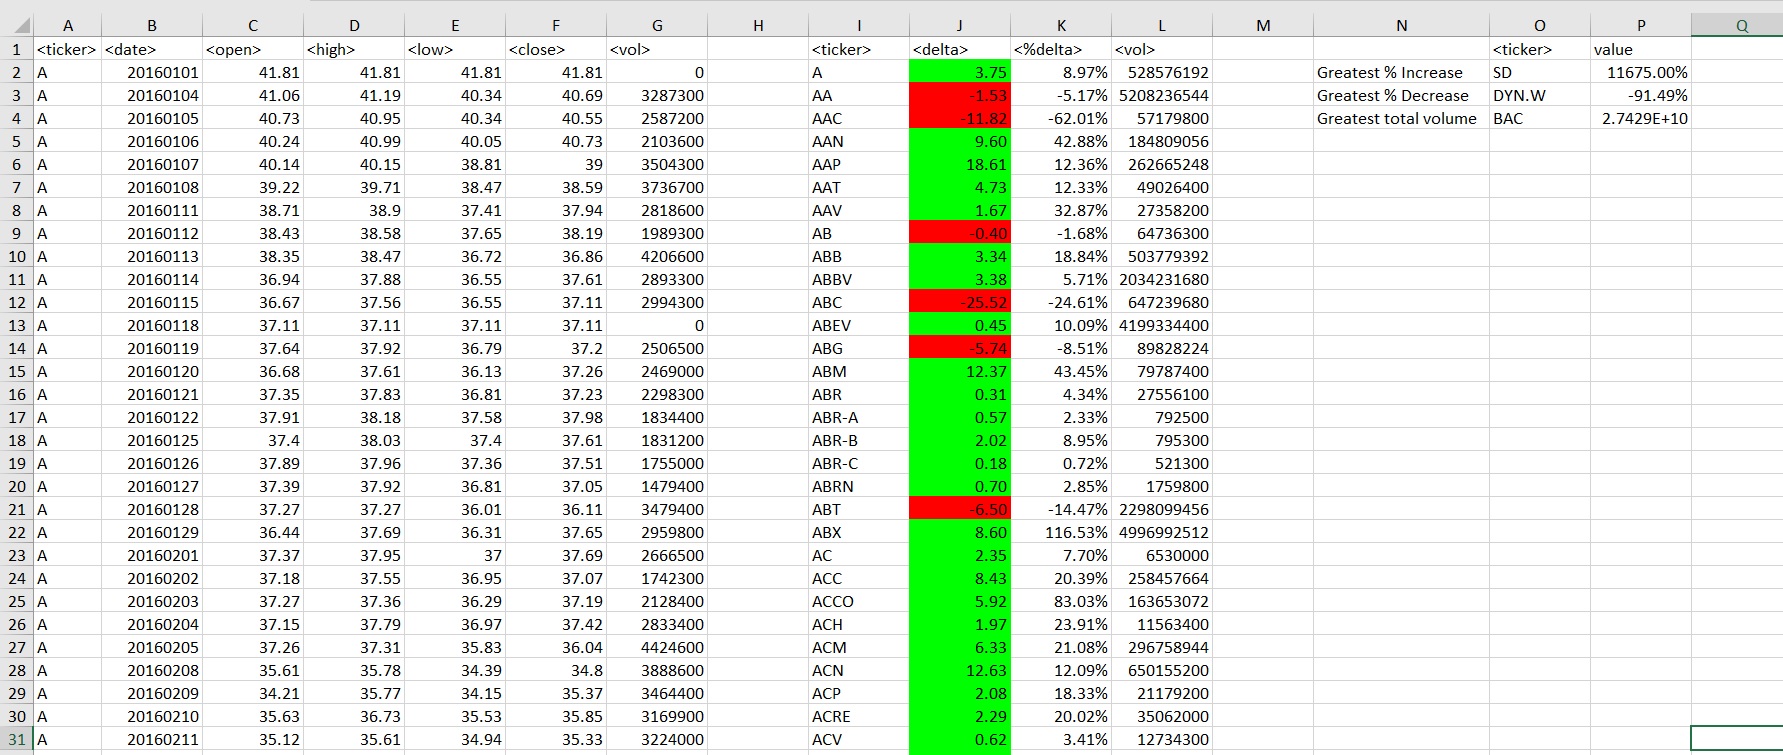 A B C D E F G H I J K L M N O P Q
1 <ticker> <date> <open> <high> <low> <close> <vol> <ticker> <delta> <%delta> <vol> <ticker> value
2 A 20160101 41.81 41.81 41.81 41.81 0 A 3.75 8.97% 528576192 Greatest % Increase SD 11675.00%
3 A 20160104 41.06 41.19 40.34 40.69 3287300 AA -1.53 -5.17% 5208236544 Greatest % Decrease DYN.W -91.49%
4 A 20160105 40.73 40.95 40.34 40.55 2587200 AAC -11.82 -62.01% 57179800 Greatest total volume BAC 2.7429E+10
5 A 20160106 40.24 40.99 40.05 40.73 2103600 AAN 9.60 42.88% 184809056
6 A 20160107 40.14 40.15 38.81 39 3504300 AAP 18.61 12.36% 262665248
7 A 20160108 39.22 39.71 38.47 38.59 3736700 AAT 4.73 12.33% 49026400
8 A 20160111 38.71 38.9 37.41 37.94 2818600 AAV 1.67 32.87% 27358200
9 A 20160112 38.43 38.58 37.65 38.19 1989300 AB -0.40 -1.68% 64736300
10 A 20160113 38.35 38.47 36.72 36.86 4206600 ABB 3.34 18.84% 503779392
11 A 20160114 36.94 37.88 36.55 37.61 2893300 ABBV 3.38 5.71% 2034231680
12 A 20160115 36.67 37.56 36.55 37.11 2994300 ABC -25.52 -24.61% 647239680
13 A 20160118 37.11 37.11 37.11 37.11 0 ABEV 0.45 10.09% 4199334400
14 A 20160119 37.64 37.92 36.79 37.2 2506500 ABG -5.74 -8.51% 89828224
15 A 20160120 36.68 37.61 36.13 37.26 2469000 ABM 12.37 43.45% 79787400
16 A 20160121 37.35 37.83 36.81 37.23 2298300 ABR 0.31 4.34% 27556100
17 A 20160122 37.91 38.18 37.58 37.98 1834400 ABR-A 0.57 2.33% 792500
18 A 20160125 37.4 38.03 37.4 37.61 1831200 ABR-B 2.02 8.95% 795300
19 A 20160126 37.89 37.96 37.36 37.51 1755000 ABR-C 0.18 0.72% 521300
20 A 20160127 37.39 37.92 36.81 37.05 1479400 ABRN 0.70 2.85% 1759800
21 A 20160128 37.27 37.27 36.01 36.11 3479400 ABT -6.50 -14.47% 2298099456
22 A 20160129 36.44 37.69 36.31 37.65 2959800 ABX 8.60 116.53% 4996992512
23 A 20160201 37.37 37.95 37 37.69 2666500 AC 2.35 7.70% 6530000
24 A 20160202 37.18 37.55 36.95 37.07 1742300 ACC 8.43 20.39% 258457664
25 A 20160203 37.27 37.36 36.29 37.19 2128400 ACCO 5.92 83.03% 163653072
26 A 20160204 37.15 37.79 36.97 37.42 2833400 ACH 1.97 23.91% 11563400
27 A 20160205 37.26 37.31 35.83 36.04 4424600 ACM 6.33 21.08% 296758944
28 A 20160208 35.61 35.78 34.39 34.8 3888600 ACN 12.63 12.09% 650155200
29 A 20160209 34.21 35.77 34.15 35.37 3464400 ACP 2.08 18.33% 21179200
30 A 20160210 35.63 36.73 35.53 35.85 3169900 ACRE 2.29 20.02% 35062000
31 A 20160211 35.12 35.61 34.94 35.33 3224000 ACV 0.62 3.41% 12734300